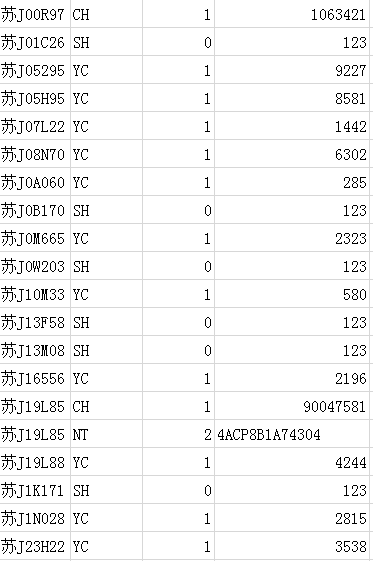 苏J00R97 CH 1 1063421
苏J01C26 SH 0 123
苏J05295 YC 1 9227
苏J05H95 YC 1 8581
苏J07L22 YC 1 1442
苏J08N70 YC 1 6302
苏J0A060 YC 1 285
苏J0B170 SH 0 123
苏J0M665 YC 1 2323
苏J0W203 SH 0 123
苏J10M33 YC 1 580
苏J13F58 SH 0 123
苏J13M08 SH 0 123
苏J16556 YC 1 2196
苏J19L85 CH 1 90047581
苏J19L85 NT 2 4ACP8B1A74304
苏J19L88 YC 1 4244
苏J1K171 SH 0 123
苏J1N028 YC 1 2815
苏J23H22 YC 1 3538